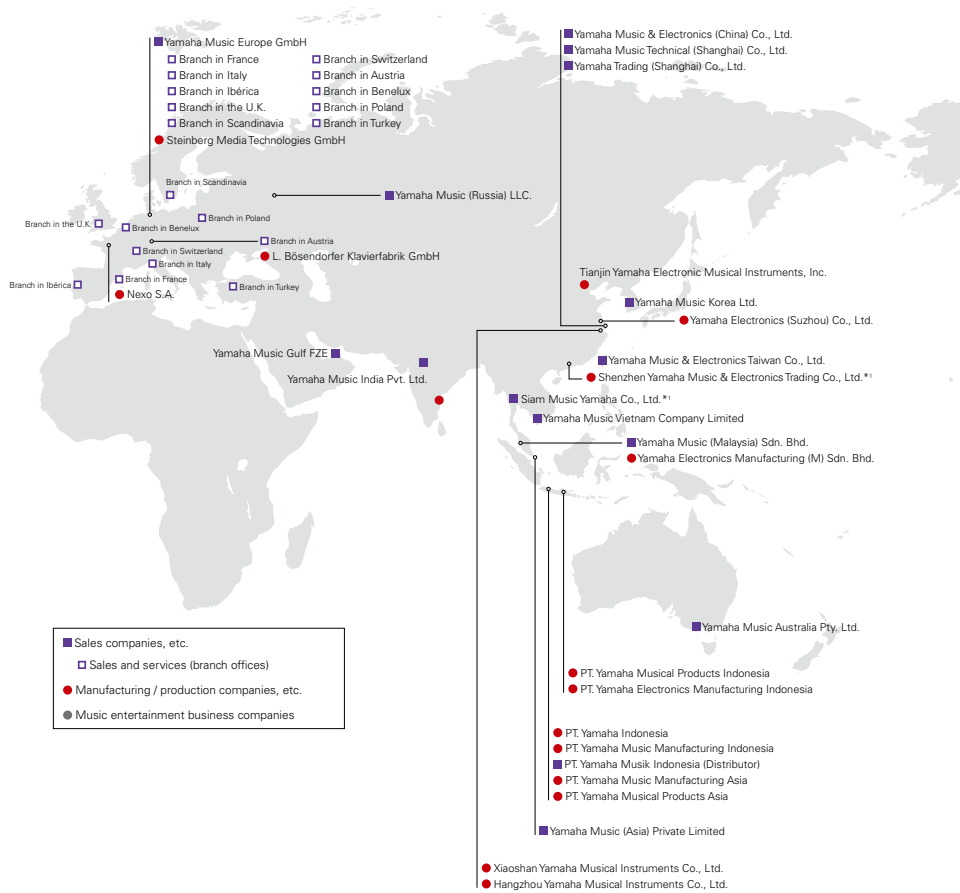 Yamaha Music Europe GmbH
Branch in France
Branch in Italy
Branch in Ibérica
Branch in the U.K.
Branch in Scandinavia
Branch in Switzerland
Branch in Austria
Branch in Benelux
Branch in Poland
Branch in Turkey
Steinberg Media Technologies GmbH
Yamaha Music & Electronics (China) Co., Ltd.
Yamaha Music Technical (Shanghai) Co., Ltd.
Yamaha Trading (Shanghai) Co., Ltd.
Branch in Scandinavia
Yamaha Music (Russia) LLC.
Branch in Poland
Branch in the U.K.
Branch in Benelux
Branch in Austria
Branch in Switzerland
L. Bösendorfer Klavierfabrik GmbH
Branch in Italy
Branch in France
Branch in Ibérica
Branch in Turkey
Nexo S.A.
Tianjin Yamaha Electronic Musical Instruments, Inc.
Yamaha Music Korea Ltd.
Yamaha Electronics (Suzhou) Co., Ltd.
Yamaha Music Gulf FZE
Yamaha Music & Electronics Taiwan Co., Ltd.
Yamaha Music India Pvt. Ltd.
Shenzhen Yamaha Music & Electronics Trading Co., Ltd.*1
Siam Music Yamaha Co., Ltd.*1
Yamaha Music Vietnam Company Limited
Yamaha Music (Malaysia) Sdn. Bhd.
Yamaha Electronics Manufacturing (M) Sdn. Bhd.
Yamaha Music Australia Pty. Ltd.
Sales companies, etc.
Sales and services (branch offices)
Manufacturing / production companies, etc.
Music entertainment business companies
PT. Yamaha Musical Products Indonesia
PT. Yamaha Electronics Manufacturing Indonesia
PT. Yamaha Indonesia
PT. Yamaha Music Manufacturing Indonesia
PT. Yamaha Musik Indonesia (Distributor)
PT. Yamaha Music Manufacturing Asia
PT. Yamaha Musical Products Asia
Yamaha Music (Asia) Private Limited
Xiaoshan Yamaha Musical Instruments Co., Ltd.
Hangzhou Yamaha Musical Instruments Co., Ltd.